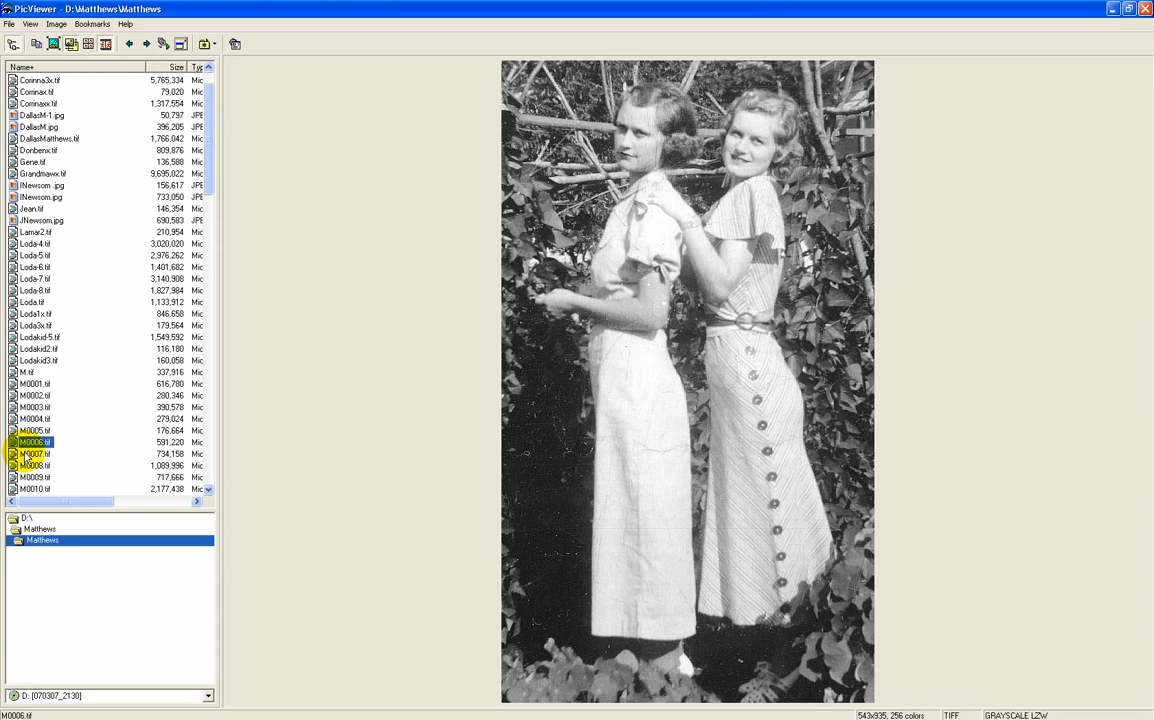 PicViewer - D:\Matthews\Matthews
File View Image Bookmarks Help
Name+ Size Typ
Corinna3x.tif 5,765,334 Mic
Corrinax.tif 79,020 Mic
Corrinaxx.tif 1,317,554 Mic
DallasM-1.jpg 50,797 JPE
DallasM.jpg 396,205 JPE
DallasMatthews.tif 1,766,042 Mic
Donbenx.tif 809,876 Mic
Gene.tif 136,588 Mic
Grandmawx.tif 9,695,022 Mic
INewsom .jpg 156,617 JPE
INewsom.jpg 733,050 JPE
Jean.tif 146,354 Mic
JNewsom.jpg 690,583 JPE
Lamar2.tif 210,954 Mic
Loda-4.tif 3,020,020 Mic
Loda-5.tif 2,976,262 Mic
Loda-6.tif 1,401,682 Mic
Loda-7.tif 3,140,908 Mic
Loda-8.tif 1,827,984 Mic
Loda.tif 1,133,912 Mic
Loda1x.tif 846,658 Mic
Loda3x.tif 179,564 Mic
Lodakid-5.tif 1,549,592 Mic
Lodakid2.tif 116,180 Mic
Lodakid3.tif 160,058 Mic
M.tif 337,916 Mic
M0001.tif 616,780 Mic
M0002.tif 280,346 Mic
M0003.tif 390,578 Mic
M0004.tif 279,024 Mic
M0005.tif 176,664 Mic
M0006.tif 591,220 Mic
M0007.tif 734,158 Mic
M0008.tif 1,089,996 Mic
M0009.tif 717,666 Mic
M0010.tif 2,177,438 Mic
D:\
Matthews
Matthews
D: [070307_2130]
M0006.tif 543x935, 256 colors TIFF GRAYSCALE LZW